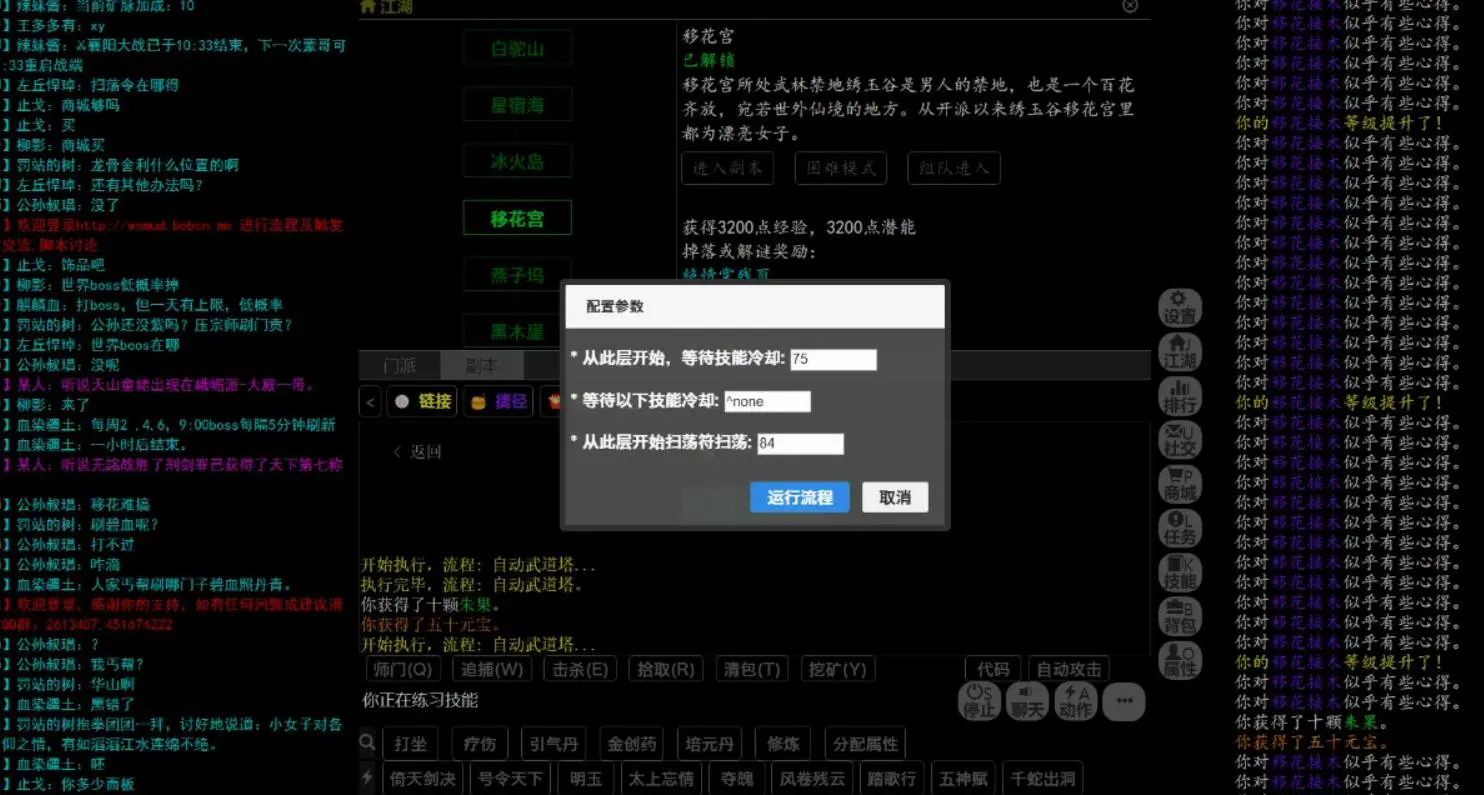 辣妹酱: 当前矿脉加成: 10
王多多有: xy
辣妹酱: ⚔襄阳大战已于10:33结束, 下一次蒙哥可
:33重启战端
】左丘悍琸: 扫荡令在哪得
】止戈: 商城够吗
】止戈: 买
】柳影: 商城买
】罚站的树: 龙骨舍利什么位置的啊
】左丘悍琸: 还有其他办法吗?
】公孙叔瑥: 没了
】欢迎登录http://wsmud.bobsn.me 进行流程及触发
交流,脚本讨论
】止戈: 饰品吧
】柳影: 世界boss低概率掉
】麒麟血: 打boss, 但一天有上限, 低概率
】罚站的树: 公孙还没紫吗? 压宗师刷门贡?
】左丘悍琸: 世界boos在哪
】公孙叔瑥: 没呢
】某人: 听说天山童姥出现在峨嵋派-大殿一带。
】柳影: 来了
】血染疆土: 每周2 .4.6, 9:00boss每隔5分钟刷新
】血染疆土: 一小时后结束。
】某人: 听说无詺战胜了荆剑罪己获得了天下第七称
】公孙叔瑥: 移花难搞
】罚站的树: 刷碧血呢?
】公孙叔瑥: 打不过
】公孙叔瑥: 咋滴
】血染疆土: 人家丐帮刷哪门子碧血照丹青。
】欢迎登录, 感谢你的支持, 如有任何问题或建议请
QQ群: 2613407,451674222
】公孙叔瑥: ?
】公孙叔瑥: 我丐帮?
】罚站的树: 华山啊
】血染疆土: 黑错了
】罚站的树抱拳团团一拜, 讨好地说道: 小女子对各
仰之情, 有如滔滔江水连绵不绝。
】血染疆土: 呸
】止戈: 你多少面板
江湖
白驼山
星宿海
冰火岛
移花宫
燕子坞
黑木崖
移花宫
已解锁
移花宫所处武林禁地绣玉谷是男人的禁地, 也是一个百花
齐放, 宛若世外仙境的地方。从开派以来绣玉谷移花宫里
都为漂亮女子。
进入副本 困难模式 组队进入
获得3200点经验, 3200点潜能
掉落或解谜奖励:
绝情掌残页
门派 副本
< 链接 捷径
< 返回
配置参数
* 从此层开始, 等待技能冷却: 75
* 等待以下技能冷却: ^none
* 从此层开始扫荡符扫荡: 84
运行流程 取消
开始执行, 流程: 自动武道塔...
执行完毕, 流程: 自动武道塔。
你获得了十颗朱果。
你获得了五十元宝。
开始执行, 流程: 自动武道塔...
师门(Q) 追捕(W) 击杀(E) 拾取(R) 清包(T) 挖矿(Y) 代码 自动攻击
你正在练习技能
S停止 聊天 A动作 •••
打坐 疗伤 引气丹 金创药 培元丹 修炼 分配属性
倚天剑决 号令天下 明玉 太上忘情 夺魄 风卷残云 踏歌行 五神赋 千蛇出洞
设置
J江湖
排行
U社交
P商城
L任务
K技能
B背包
O属性
你对移花接木似乎有些心得。
你对移花接木似乎有些心得。
你对移花接木似乎有些心得。
你对移花接木似乎有些心得。
你对移花接木似乎有些心得。
你对移花接木似乎有些心得。
你的移花接木等级提升了!
你对移花接木似乎有些心得。
你对移花接木似乎有些心得。
你对移花接木似乎有些心得。
你对移花接木似乎有些心得。
你对移花接木似乎有些心得。
你对移花接木似乎有些心得。
你对移花接木似乎有些心得。
你对移花接木似乎有些心得。
你对移花接木似乎有些心得。
你对移花接木似乎有些心得。
你对移花接木似乎有些心得。
你对移花接木似乎有些心得。
你对移花接木似乎有些心得。
你的移花接木等级提升了!
你对移花接木似乎有些心得。
你对移花接木似乎有些心得。
你对移花接木似乎有些心得。
你对移花接木似乎有些心得。
你对移花接木似乎有些心得。
你对移花接木似乎有些心得。
你对移花接木似乎有些心得。
你对移花接木似乎有些心得。
你对移花接木似乎有些心得。
你对移花接木似乎有些心得。
你对移花接木似乎有些心得。
你对移花接木似乎有些心得。
你的移花接木等级提升了!
你对移花接木似乎有些心得。
你对移花接木似乎有些心得。
你获得了十颗朱果。
你获得了五十元宝。
你对移花接木似乎有些心得。
你对移花接木似乎有些心得。